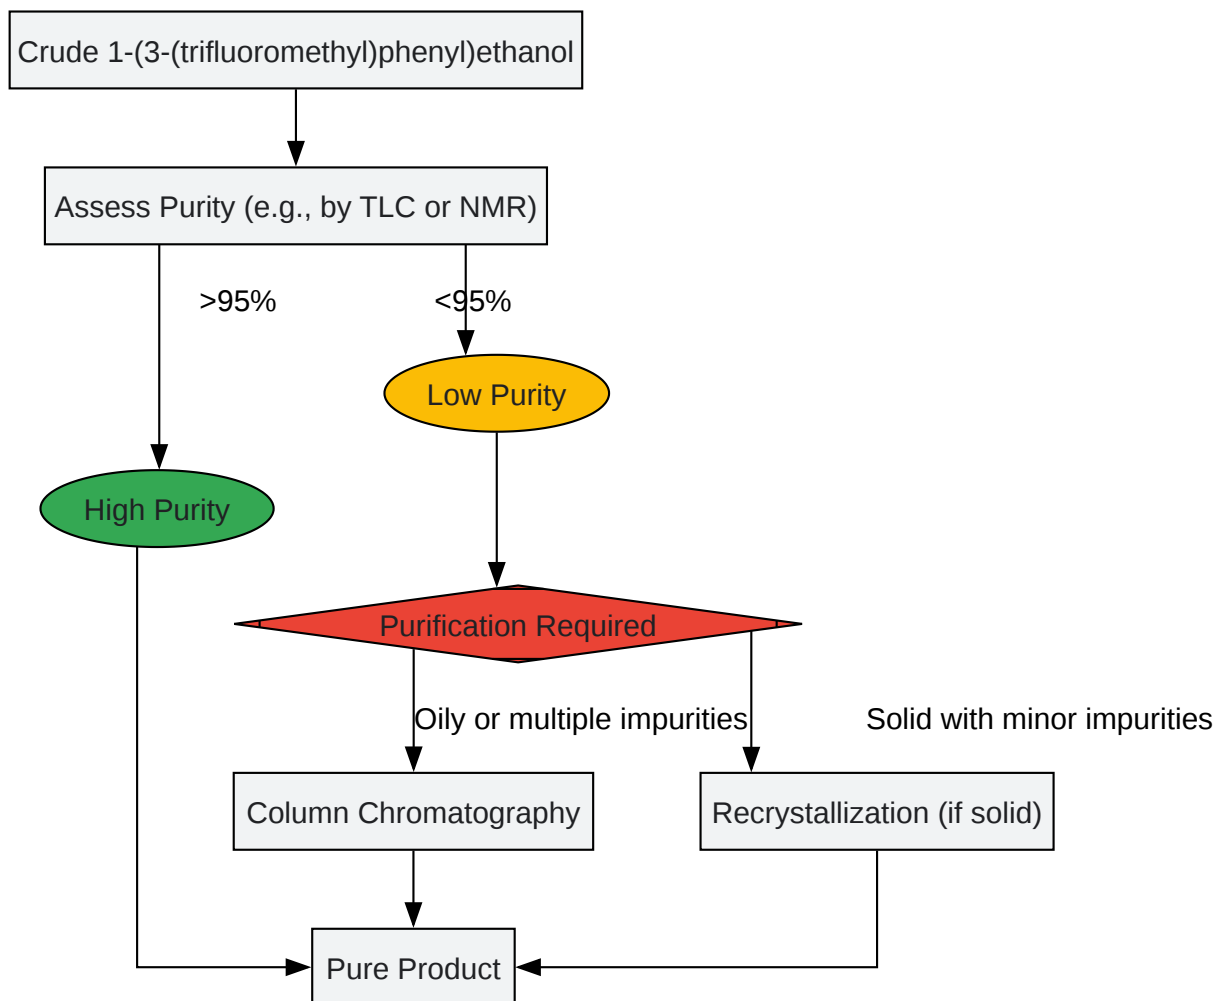 Crude 1-(3-(trifluoromethyl)phenyl)ethanol
Assess Purity (e.g., by TLC or NMR)
>95%
<95%
Low Purity
High Purity
Purification Required
Oily or multiple impurities
Solid with minor impurities
Column Chromatography
Recrystallization (if solid)
Pure Product